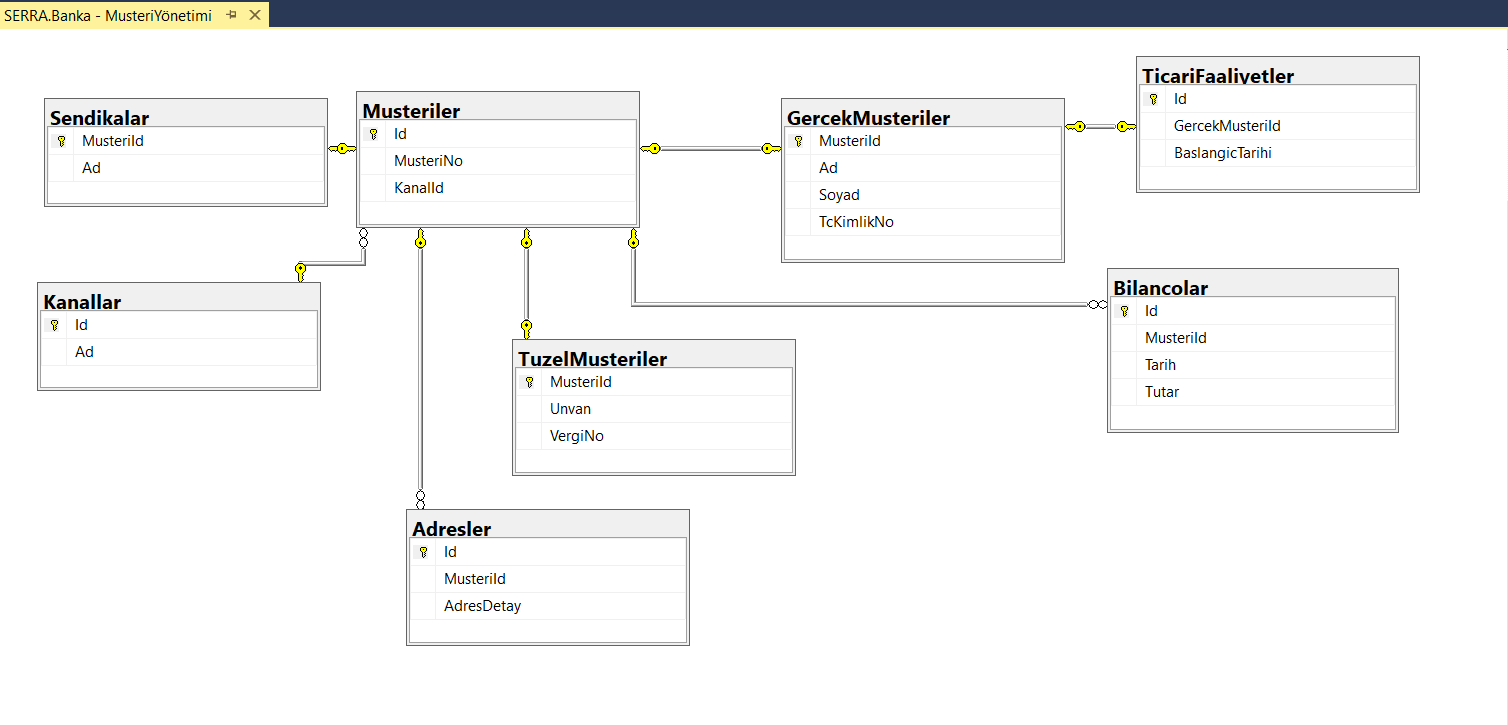 SERRA.Banka - MusteriYönetimi
Sendikalar
MusteriId
Ad
Musteriler
Id
MusteriNo
KanalId
GercekMusteriler
MusteriId
Ad
Soyad
TcKimlikNo
TicariFaaliyetler
Id
GercekMusteriId
BaslangicTarihi
Kanallar
Id
Ad
TuzelMusteriler
MusteriId
Unvan
VergiNo
Bilancolar
Id
MusteriId
Tarih
Tutar
Adresler
Id
MusteriId
AdresDetay